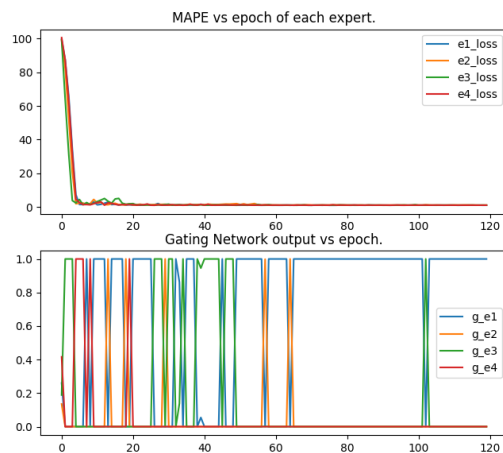 MAPE vs epoch of each expert.
100
80
60
40
20
0
e1_loss
e2_loss
e3_loss
e4_loss
0 20 40 60 80 100 120
Gating Network output vs epoch.
1.0
0.8
0.6
0.4
0.2
0.0
g_e1
g_e2
g_e3
g_e4
0 20 40 60 80 100 120